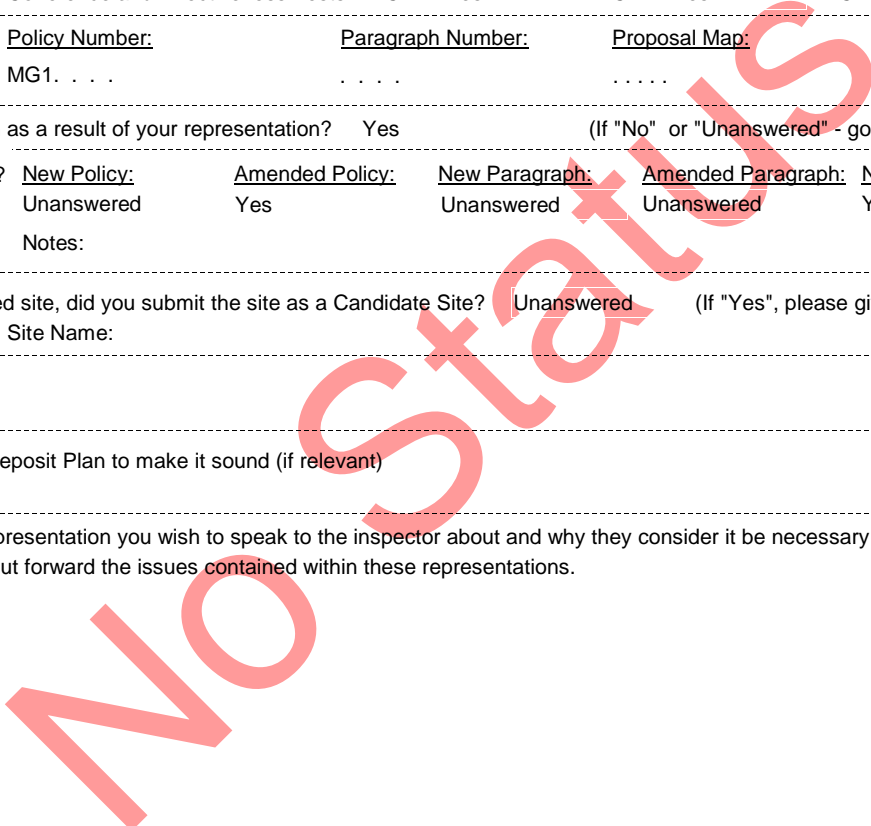 Policy Number: Paragraph Number: Proposal Map:
MG1. . . . . . . . . . . . .
as a result of your representation? Yes (If "No" or "Unanswered" - go
? New Policy: Amended Policy: New Paragraph: Amended Paragraph: N
Unanswered Yes Unanswered Unanswered Y
Notes:
ed site, did you submit the site as a Candidate Site? Unanswered (If "Yes", please gi
Site Name:
eposit Plan to make it sound (if relevant)
presentation you wish to speak to the inspector about and why they consider it be necessary
ut forward the issues contained within these representations.
No Status